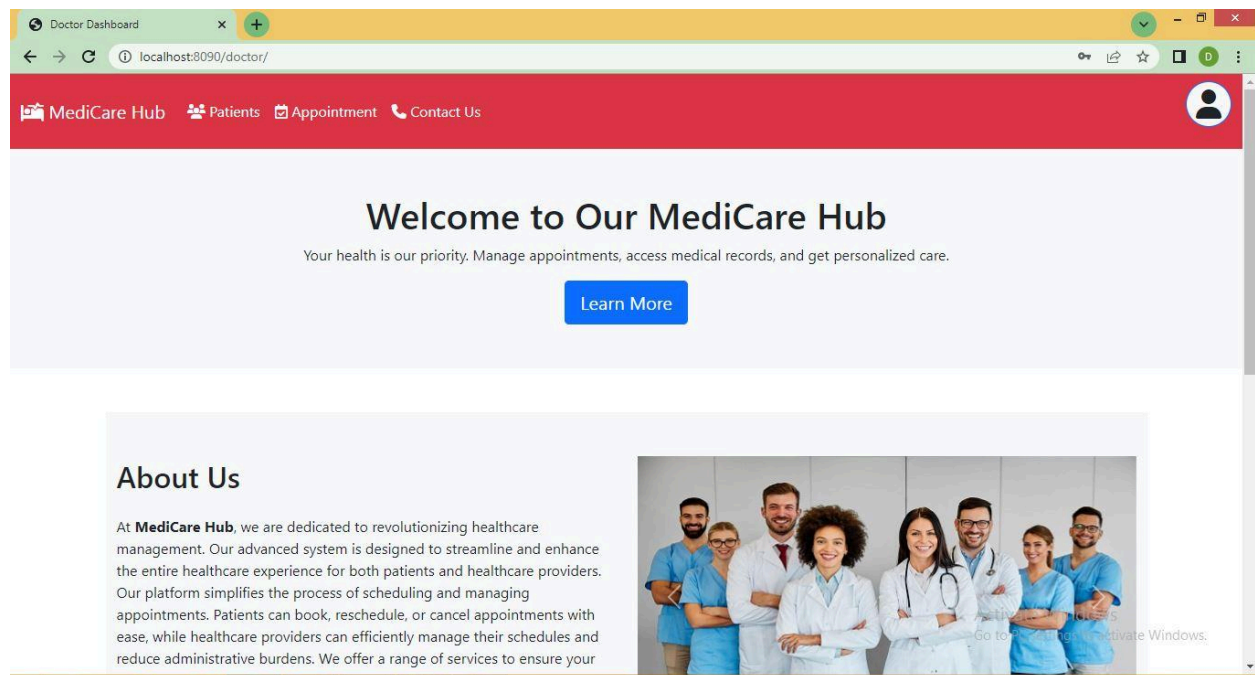 Doctor Dashboard
localhost:8090/doctor/
D
MediCare Hub Patients Appointment Contact Us
Welcome to Our MediCare Hub
Your health is our priority. Manage appointments, access medical records, and get personalized care.
Learn More
About Us
At MediCare Hub, we are dedicated to revolutionizing healthcare
management. Our advanced system is designed to streamline and enhance
the entire healthcare experience for both patients and healthcare providers.
Our platform simplifies the process of scheduling and managing
appointments. Patients can book, reschedule, or cancel appointments with
ease, while healthcare providers can efficiently manage their schedules and
reduce administrative burdens. We offer a range of services to ensure your
Go to activate Windows.